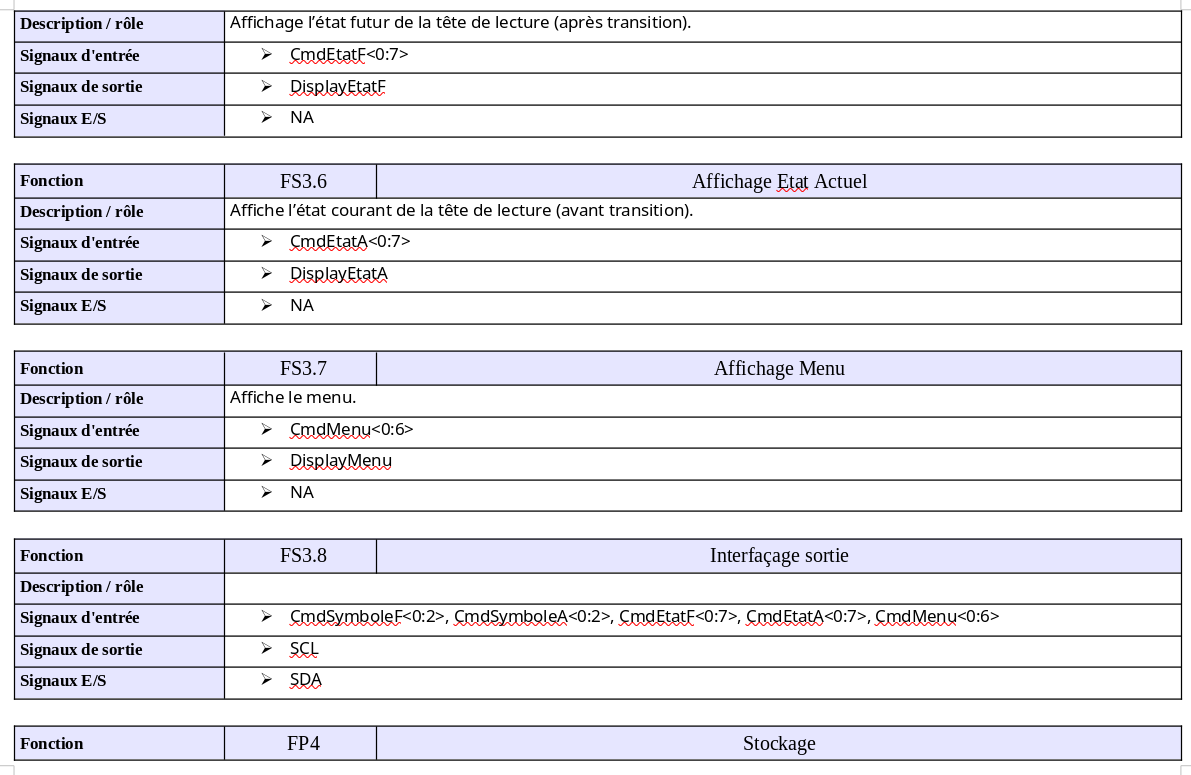 Description / rôle Affichage l’état futur de la tête de lecture (après transition).
Signaux d'entrée ➢ CmdEtatF<0:7>
Signaux de sortie ➢ DisplayEtatF
Signaux E/S ➢ NA
Fonction FS3.6 Affichage Etat Actuel
Description / rôle Affiche l’état courant de la tête de lecture (avant transition).
Signaux d'entrée ➢ CmdEtatA<0:7>
Signaux de sortie ➢ DisplayEtatA
Signaux E/S ➢ NA
Fonction FS3.7 Affichage Menu
Description / rôle Affiche le menu.
Signaux d'entrée ➢ CmdMenu<0:6>
Signaux de sortie ➢ DisplayMenu
Signaux E/S ➢ NA
Fonction FS3.8 Interfaçage sortie
Description / rôle
Signaux d'entrée ➢ CmdSymboleF<0:2>, CmdSymboleA<0:2>, CmdEtatF<0:7>, CmdEtatA<0:7>, CmdMenu<0:6>
Signaux de sortie ➢ SCL
Signaux E/S ➢ SDA
Fonction FP4 Stockage